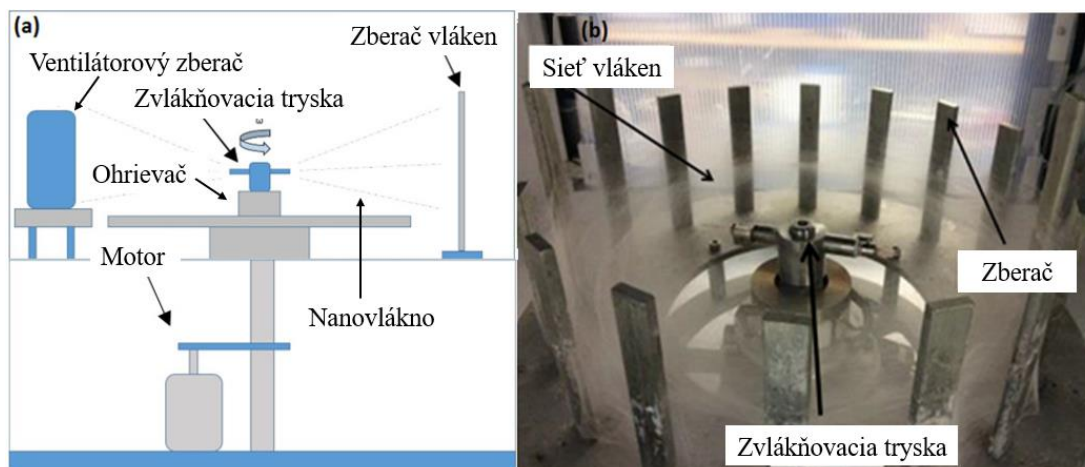 (a)
Zberač vláken
Ventilátorový zberač
Zvlákňovacia tryska
ω
Ohrievač
Motor
Nanovlákno
(b)
Sieť vláken
Zberač
Zvlákňovacia tryska